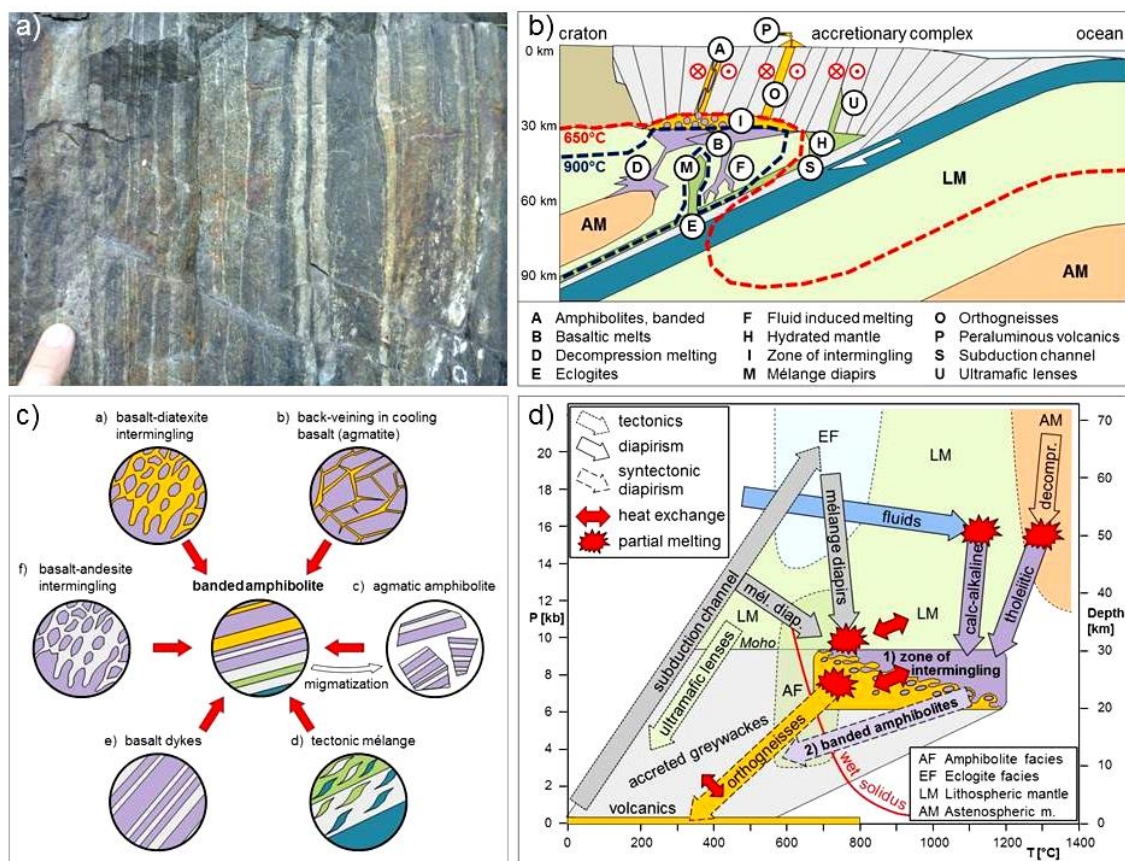 a)
b)
craton
P
accretionary complex
ocean
0 km
A
O
U
30 km
I
650°C
B
H
900°C
D
M
F
S
LM
60 km
AM
E
90 km
AM
A Amphibolites, banded
B Basaltic melts
D Decompression melting
E Eclogites
F Fluid induced melting
H Hydrated mantle
I Zone of intermingling
M Mélange diapirs
O Orthogneisses
P Peraluminous volcanics
S Subduction channel
U Ultramafic lenses
c)
a) basalt-diatexite
intermingling
b) back-veining in cooling
basalt (agmatite)
f) basalt-andesite
intermingling
banded amphibolite
c) agmatic amphibolite
migmatization
e) basalt dykes
d) tectonic mélange
d)
tectonics
diapirism
syntectonic
diapirism
heat exchange
partial melting
EF
LM
AM
decompr.
fluids
mélange diapirs
subduction channel
mél. diap.
calc-alkaline
tholeiitic
LM
LM
Moho
ultramafic lenses
1) zone of
intermingling
AF
accreted greywackes
orthogneisses
2) banded amphibolites
wet solidus
volcanics
AF Amphibolite facies
EF Eclogite facies
LM Lithospheric mantle
AM Astenospheric m.
P [kb]
20
18
16
14
12
10
8
6
4
2
0
70
60
50
40
Depth
[km]
30
20
10
0
0
200
400
600
800
1000
1200
1400
T [°C]